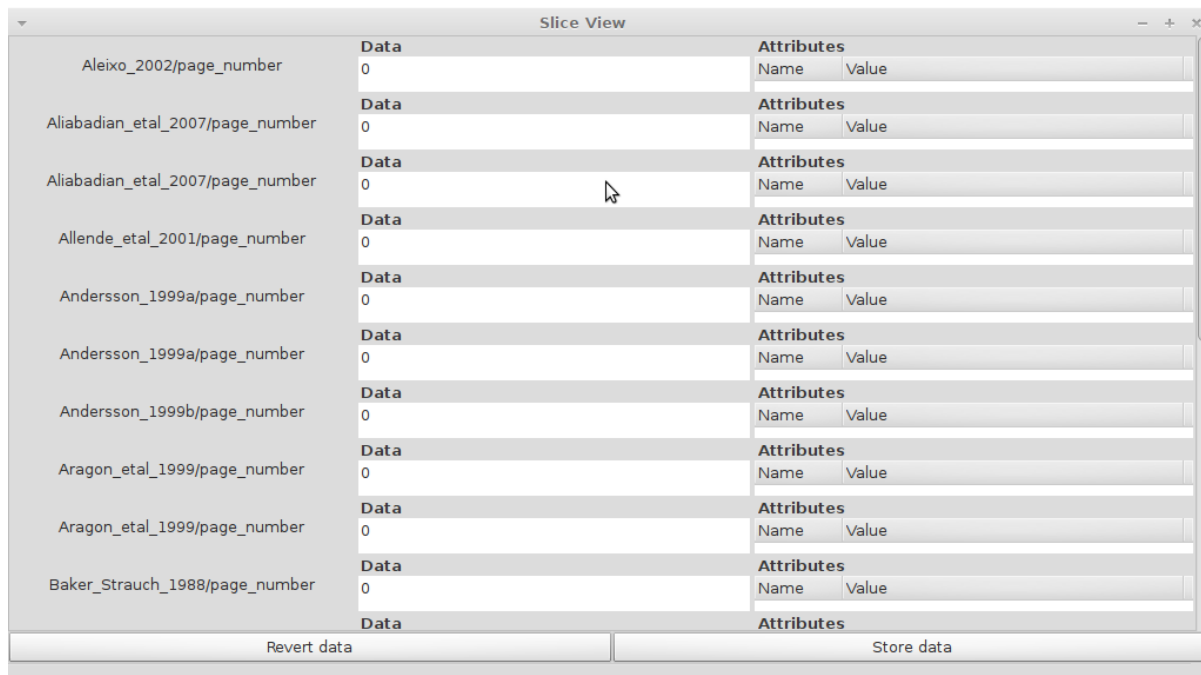 Slice View
Data Attributes
Aleixo_2002/page_number 0 Name Value
Data Attributes
Aliabadian_etal_2007/page_number 0 Name Value
Data Attributes
Aliabadian_etal_2007/page_number 0 Name Value
Data Attributes
Allende_etal_2001/page_number 0 Name Value
Data Attributes
Andersson_1999a/page_number 0 Name Value
Data Attributes
Andersson_1999a/page_number 0 Name Value
Data Attributes
Andersson_1999b/page_number 0 Name Value
Data Attributes
Aragon_etal_1999/page_number 0 Name Value
Data Attributes
Aragon_etal_1999/page_number 0 Name Value
Data Attributes
Baker_Strauch_1988/page_number 0 Name Value
Data Attributes
Revert data Store data